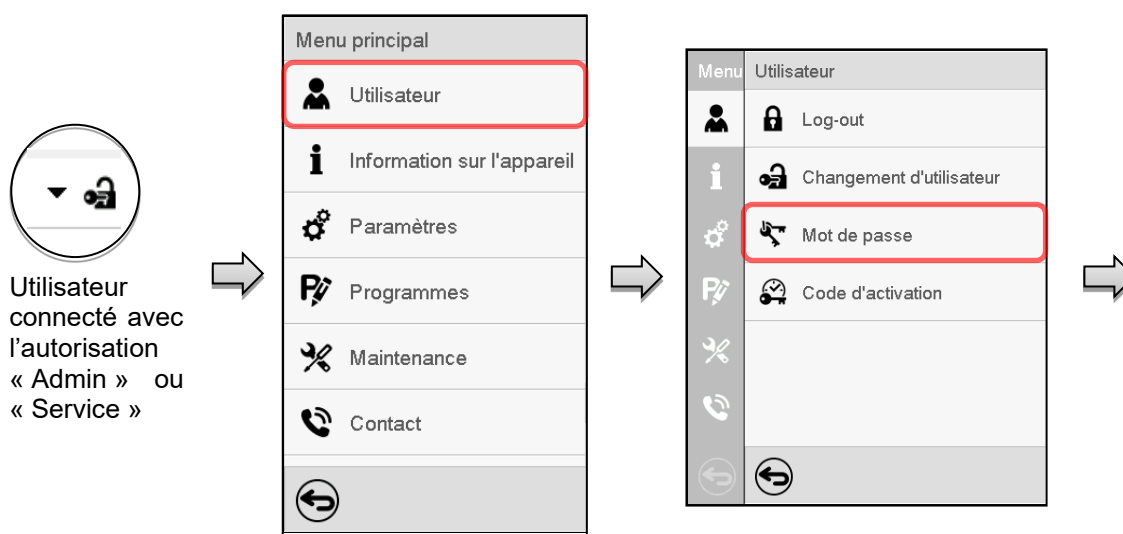 Utilisateur
connecté avec
l’autorisation
« Admin » ou
« Service »
Menu principal
Utilisateur
Information sur l'appareil
Paramètres
Programmes
Maintenance
Contact
Menu Utilisateur
Log-out
Changement d'utilisateur
Mot de passe
Code d'activation